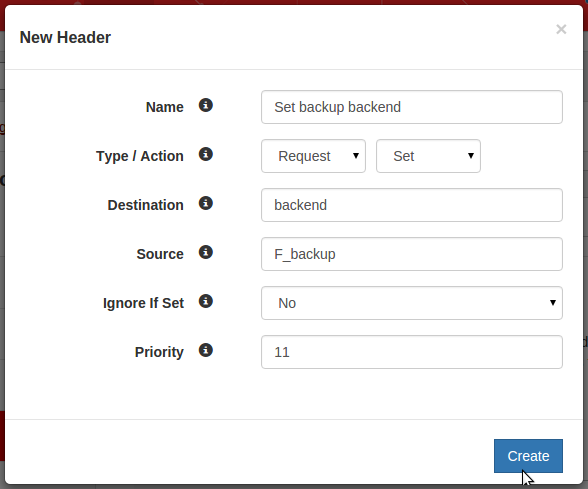 New Header ×
Name Set backup backend
Type / Action Request Set
Destination backend
Source F_backup
Ignore If Set No
Priority 11
Create